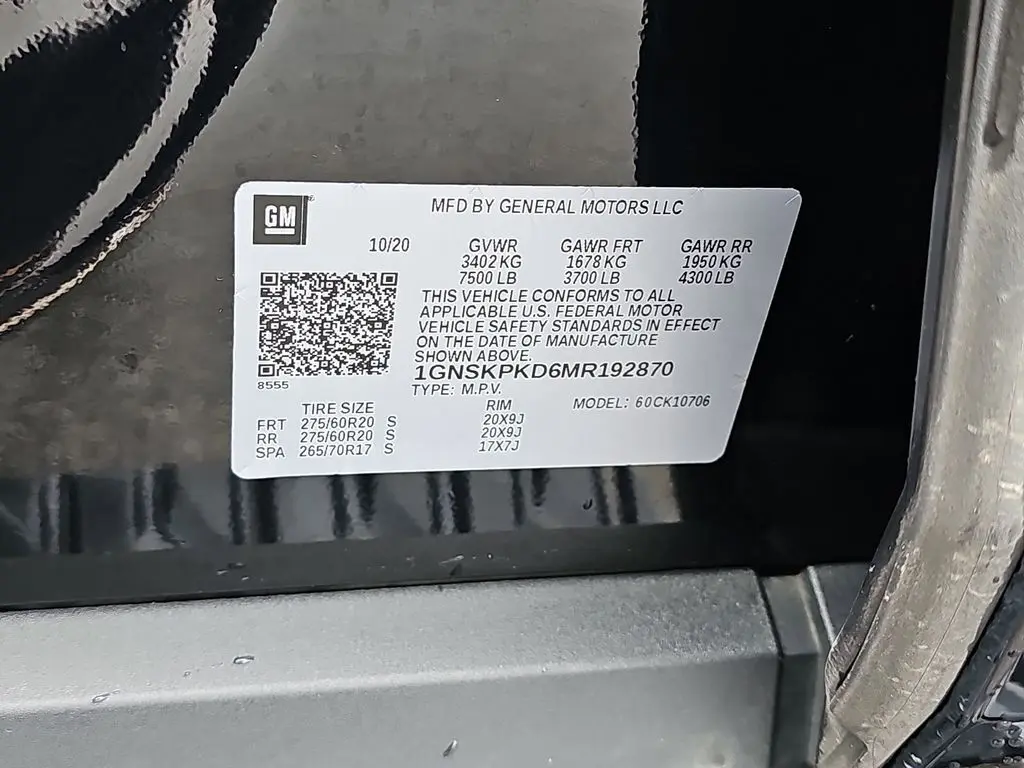 GM
MFD BY GENERAL MOTORS LLC
10/20 GVWR GAWR FRT GAWR RR
3402 KG 1678 KG 1950 KG
7500 LB 3700 LB 4300 LB
THIS VEHICLE CONFORMS TO ALL
APPLICABLE U.S. FEDERAL MOTOR
VEHICLE SAFETY STANDARDS IN EFFECT
ON THE DATE OF MANUFACTURE
SHOWN ABOVE.
1GNSKPKD6MR192870
8555
TYPE: M.P.V.
MODEL: 60CK10706
TIRE SIZE RIM
FRT 275/60R20 S 20X9J
RR 275/60R20 S 20X9J
SPA 265/70R17 S 17X7J